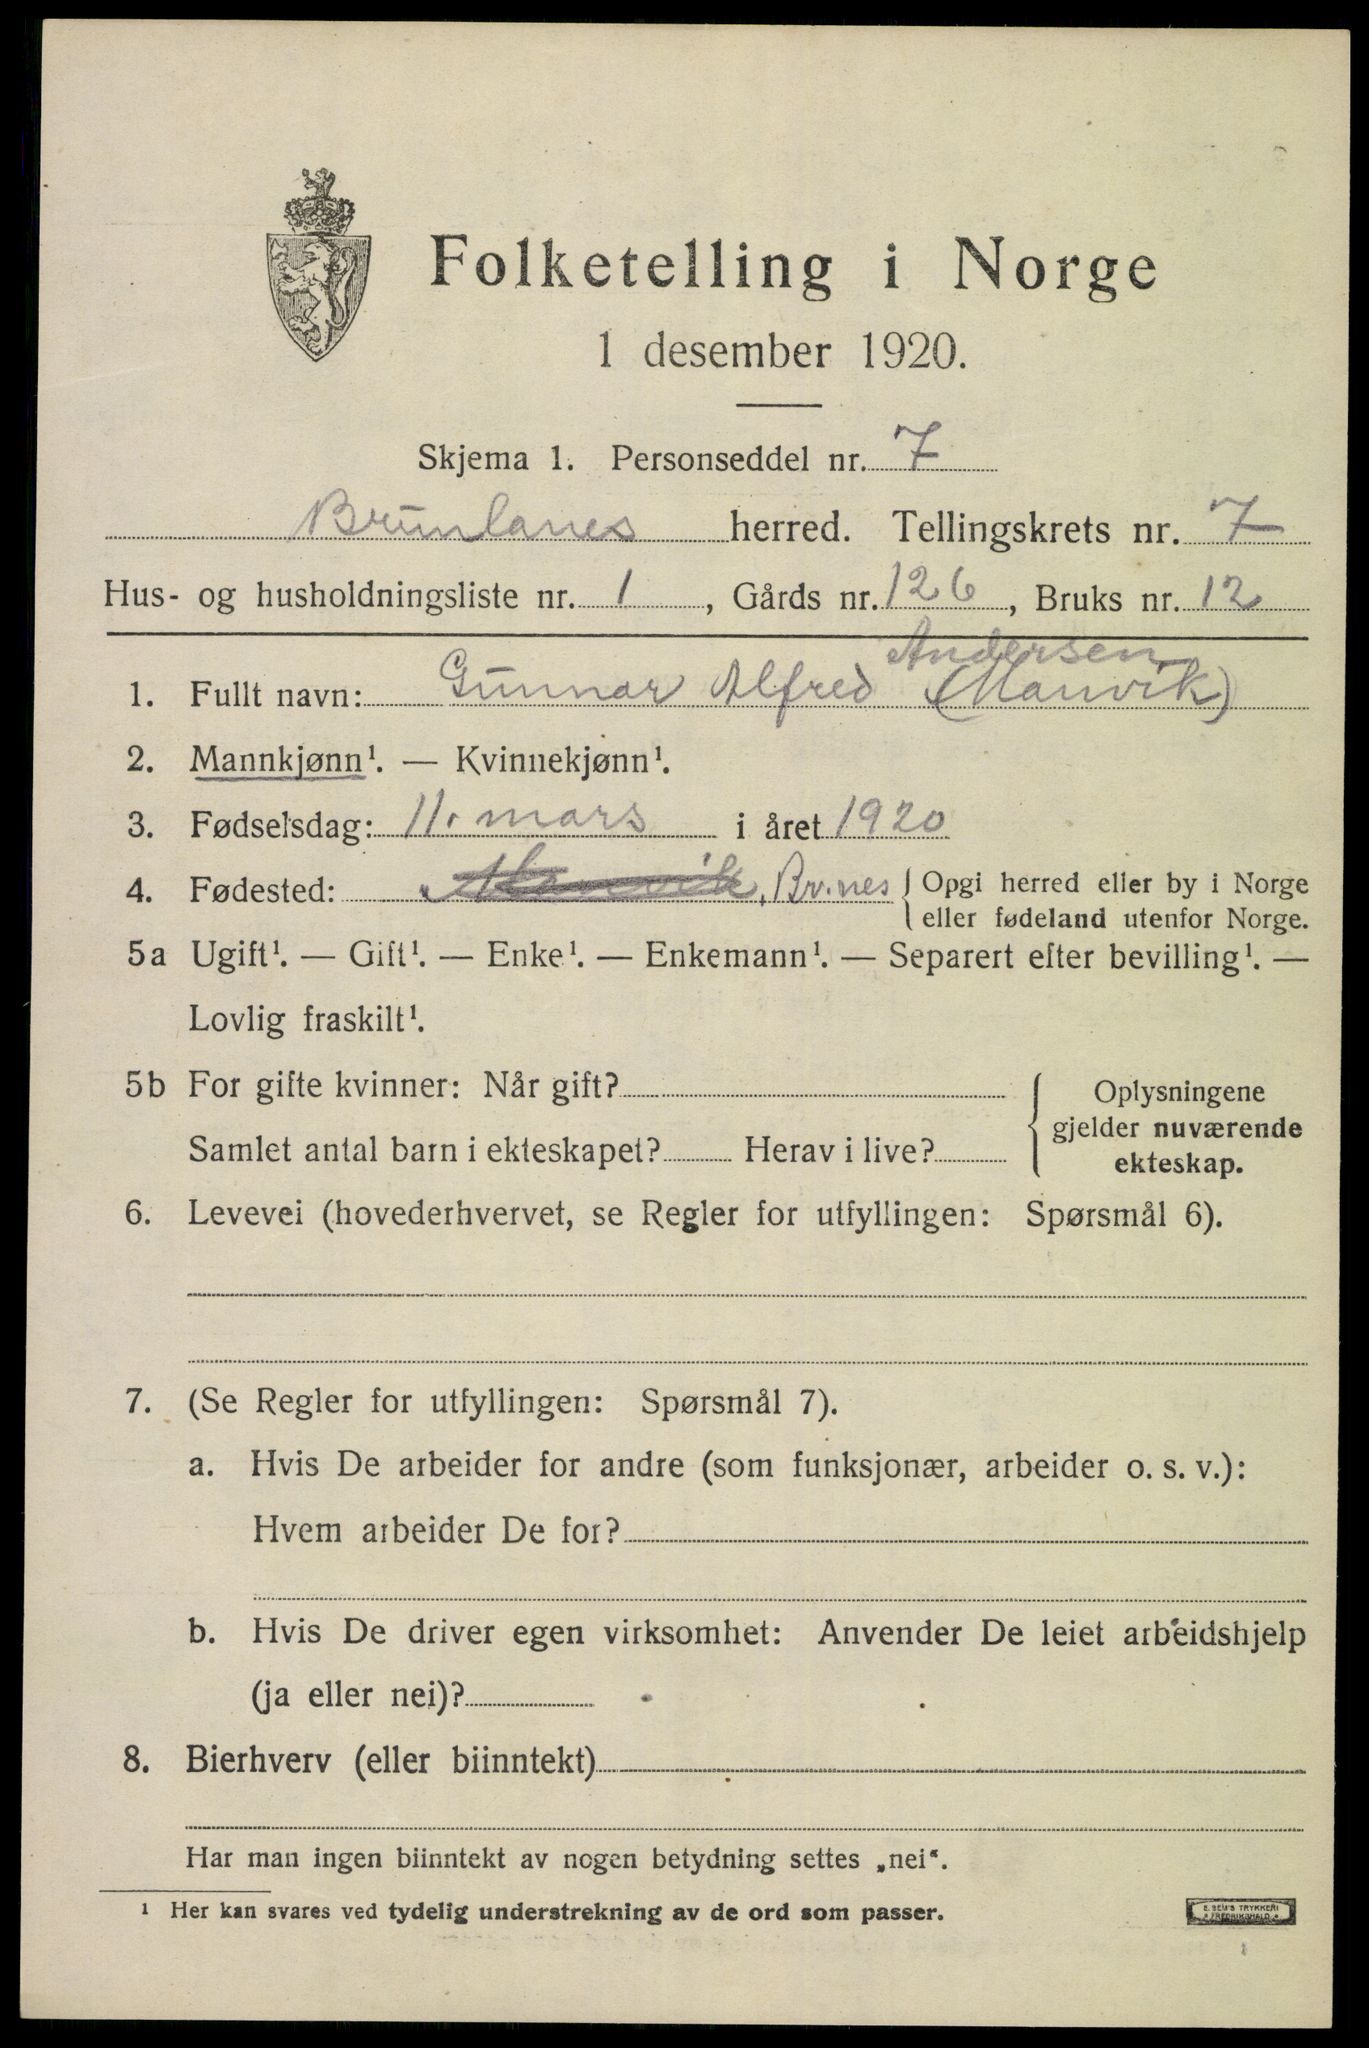 Folketelling i Norge
1 desember 1920.
Skjema 1. Personseddel nr. 7
Brunlanes herred. Tellingskrets nr. 7
Hus- og husholdningsliste nr. 1, Gårds nr. 126, Bruks nr. 12
Andersen
1. Fullt navn: Gunnar Alfred (Manvik)
2. Mannkjønn¹. — Kvinnekjønn¹.
3. Fødselsdag: 11. mars i året 1920
4. Fødested: Br.nes { Opgi herred eller by i Norge
eller fødeland utenfor Norge.
5a Ugift¹. — Gift¹. — Enke¹. — Enkemann¹. — Separert efter bevilling¹. —
Lovlig fraskilt¹.
5b For gifte kvinner: Når gift?
Samlet antal barn i ekteskapet? Herav i live?
{ Oplysningene
gjelder nuværende
ekteskap.
6. Levevei (hovederhvervet, se Regler for utfyllingen: Spørsmål 6).
7. (Se Regler for utfyllingen: Spørsmål 7).
a. Hvis De arbeider for andre (som funksjonær, arbeider o. s. v.):
Hvem arbeider De for?
b. Hvis De driver egen virksomhet: Anvender De leiet arbeidshjelp
(ja eller nei)?
8. Bierhverv (eller biinntekt)
Har man ingen biinntekt av nogen betydning settes „nei“.
¹ Her kan svares ved tydelig understrekning av de ord som passer.
E. SEM'S TRYKKERI
FREDRIKSHALD